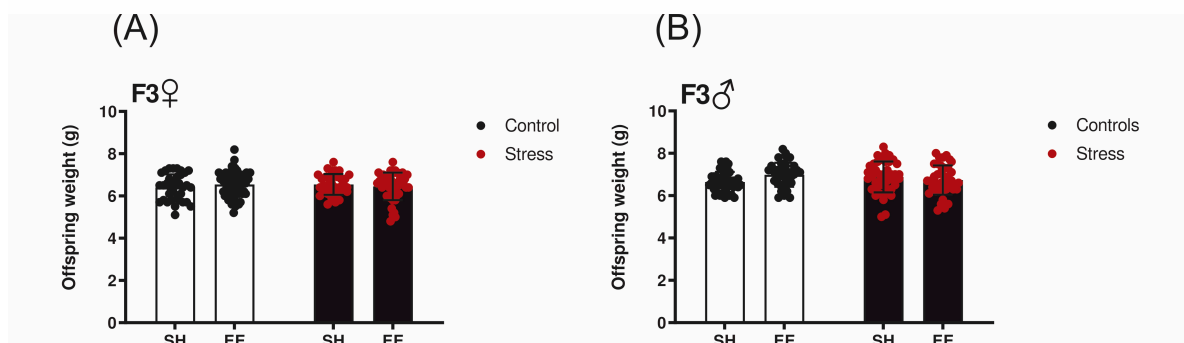 (A)
F3♀
Offspring weight (g)
10
8
6
4
2
0
SH
EE
SH
EE
Control
Stress
(B)
F3♂
Offspring weight (g)
10
8
6
4
2
0
SH
EE
SH
EE
Controls
Stress